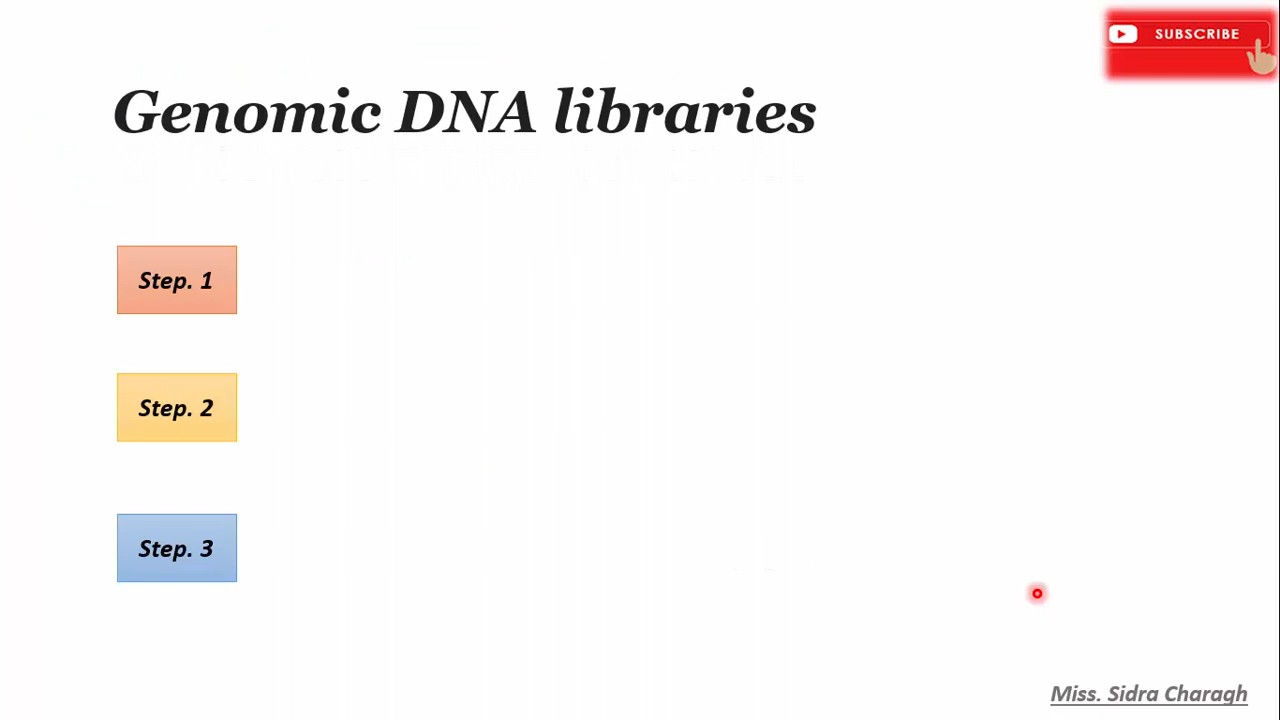 SUBSCRIBE
Genomic DNA libraries
Step. 1
Step. 2
Step. 3
Miss. Sidra Charagh